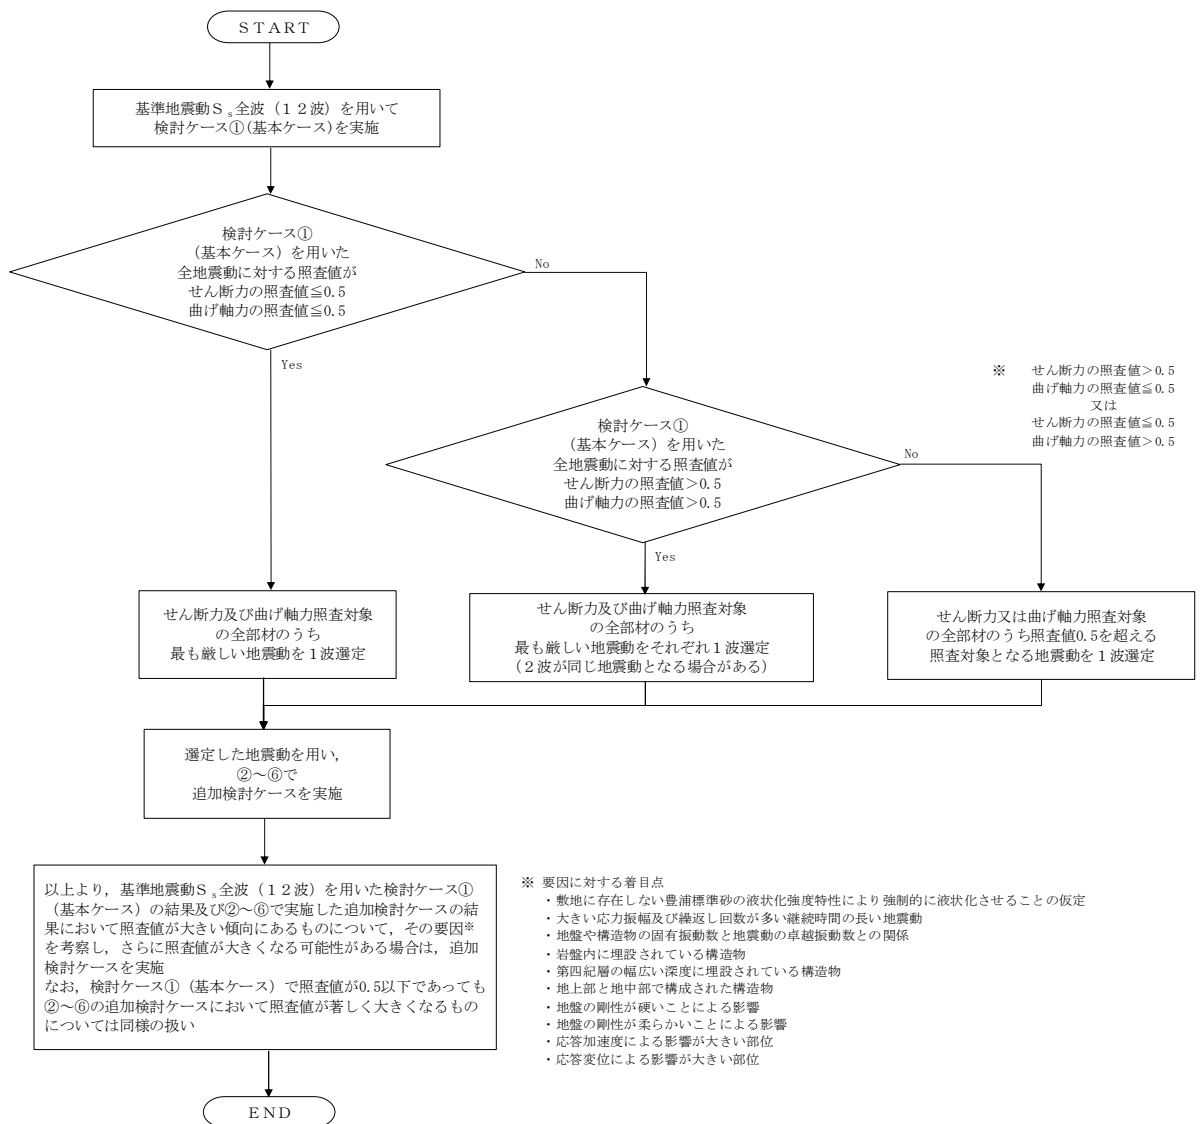 ＳＴＡＲＴ
基準地震動Ｓｓ全波（１２波）を用いて
検討ケース①(基本ケース)を実施
検討ケース①
（基本ケース）を用いた
全地震動に対する照査値が
せん断力の照査値≦0.5
曲げ軸力の照査値≦0.5
No
Yes
※ せん断力の照査値＞0.5
曲げ軸力の照査値≦0.5
又は
せん断力の照査値≦0.5
曲げ軸力の照査値＞0.5
検討ケース①
（基本ケース）を用いた
全地震動に対する照査値が
せん断力の照査値＞0.5
曲げ軸力の照査値＞0.5
No
Yes
せん断力及び曲げ軸力照査対象
の全部材のうち
最も厳しい地震動を１波選定
せん断力及び曲げ軸力照査対象
の全部材のうち
最も厳しい地震動をそれぞれ１波選定
（２波が同じ地震動となる場合がある）
せん断力又は曲げ軸力照査対象
の全部材のうち照査値0.5を超える
照査対象となる地震動を１波選定
選定した地震動を用い，
②～⑥で
追加検討ケースを実施
以上より，基準地震動Ｓｓ全波（１２波）を用いた検討ケース①
（基本ケース）の結果及び②～⑥で実施した追加検討ケースの結
果において照査値が大きい傾向にあるものについて，その要因※
を考察し，さらに照査値が大きくなる可能性がある場合は，追加
検討ケースを実施
なお，検討ケース①（基本ケース）で照査値が0.5以下であっても
②～⑥の追加検討ケースにおいて照査値が著しく大きくなるもの
については同様の扱い
※ 要因に対する着目点
・敷地に存在しない豊浦標準砂の液状化強度特性により強制的に液状化させることの仮定
・大きい応力振幅及び繰返し回数が多い継続時間の長い地震動
・地盤や構造物の固有振動数と地震動の卓越振動数との関係
・岩盤内に埋設されている構造物
・第四紀層の幅広い深度に埋設されている構造物
・地上部と地中部で構成された構造物
・地盤の剛性が硬いことによる影響
・地盤の剛性が柔らかいことによる影響
・応答加速度による影響が大きい部位
・応答変位による影響が大きい部位
ＥＮＤ